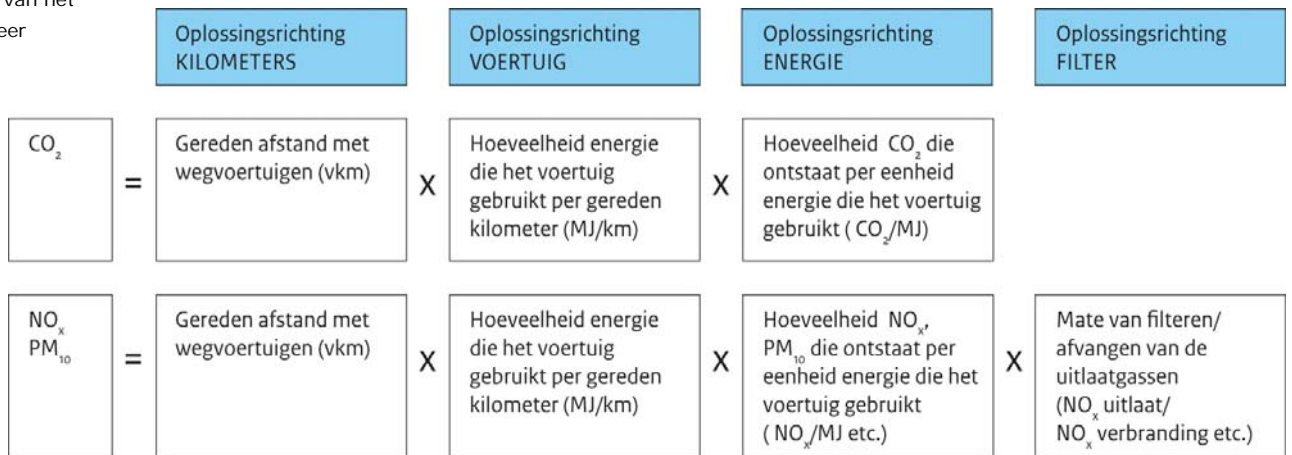 van het
eer
Oplossingsrichting
KILOMETERS
Oplossingsrichting
VOERTUIG
Oplossingsrichting
ENERGIE
Oplossingsrichting
FILTER
CO₂
=
Gereden afstand met
wegvoertuigen (vkm)
X
Hoeveelheid energie
die het voertuig
gebruikt per gereden
kilometer (MJ/km)
X
Hoeveelheid CO₂ die
ontstaat per eenheid
energie die het voertuig
gebruikt ( CO₂/MJ)
NOₓ
PM₁₀
=
Gereden afstand met
wegvoertuigen (vkm)
X
Hoeveelheid energie
die het voertuig
gebruikt per gereden
kilometer (MJ/km)
X
Hoeveelheid NOₓ,
PM₁₀ die ontstaat per
eenheid energie die het
voertuig gebruikt
( NOₓ/MJ etc.)
X
Mate van filteren/
afvangen van de
uitlaatgassen
(NOₓ uitlaat/
NOₓ verbranding etc.)